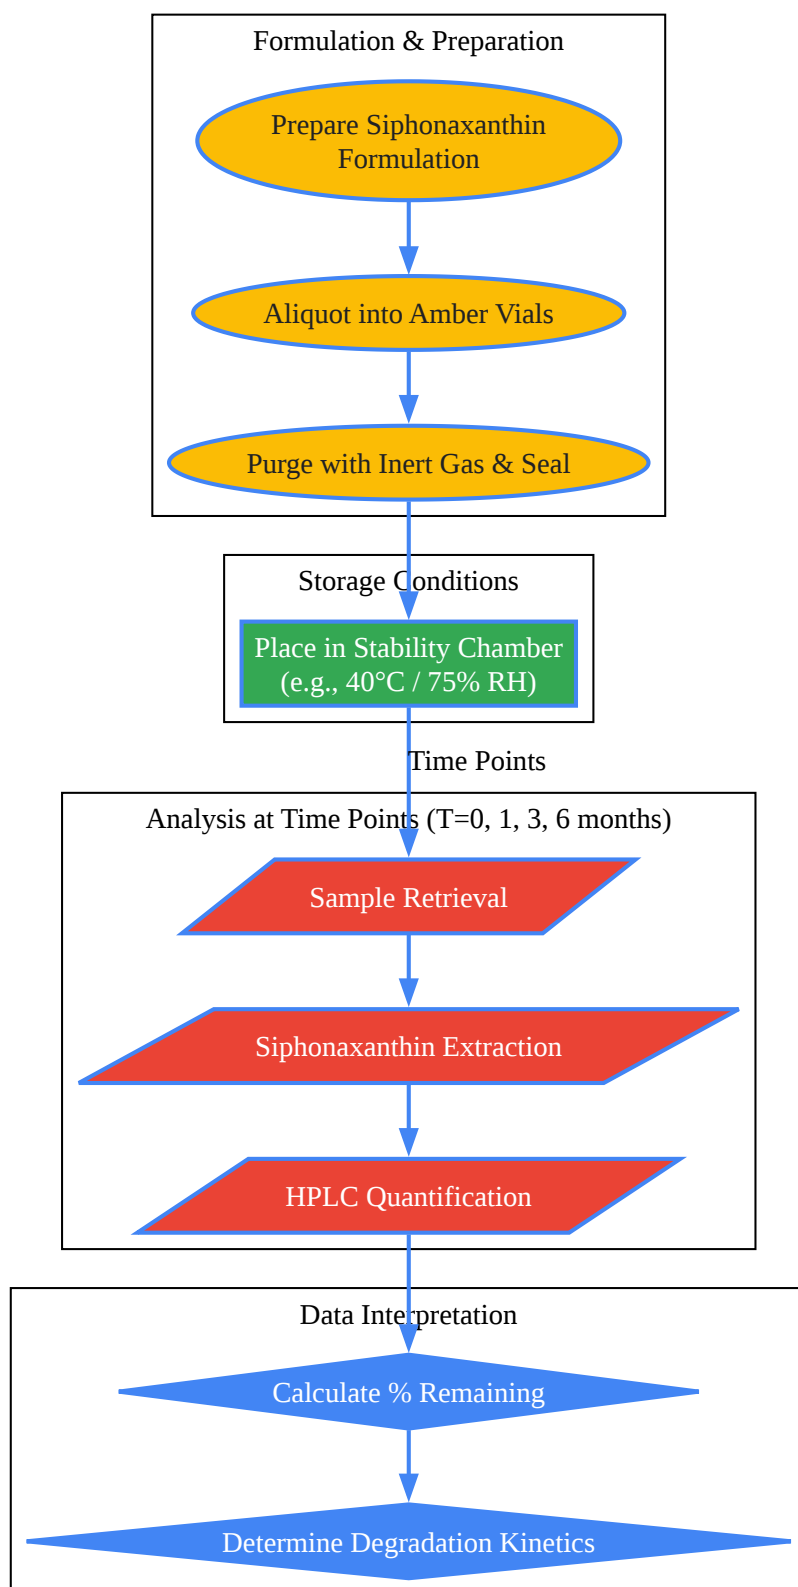 Formulation & Preparation
Prepare Siphonaxanthin
Formulation
Aliquot into Amber Vials
Purge with Inert Gas & Seal
Storage Conditions
Place in Stability Chamber
(e.g., 40°C / 75% RH)
Time Points
Analysis at Time Points (T=0, 1, 3, 6 months)
Sample Retrieval
Siphonaxanthin Extraction
HPLC Quantification
Data Interpretation
Calculate % Remaining
Determine Degradation Kinetics